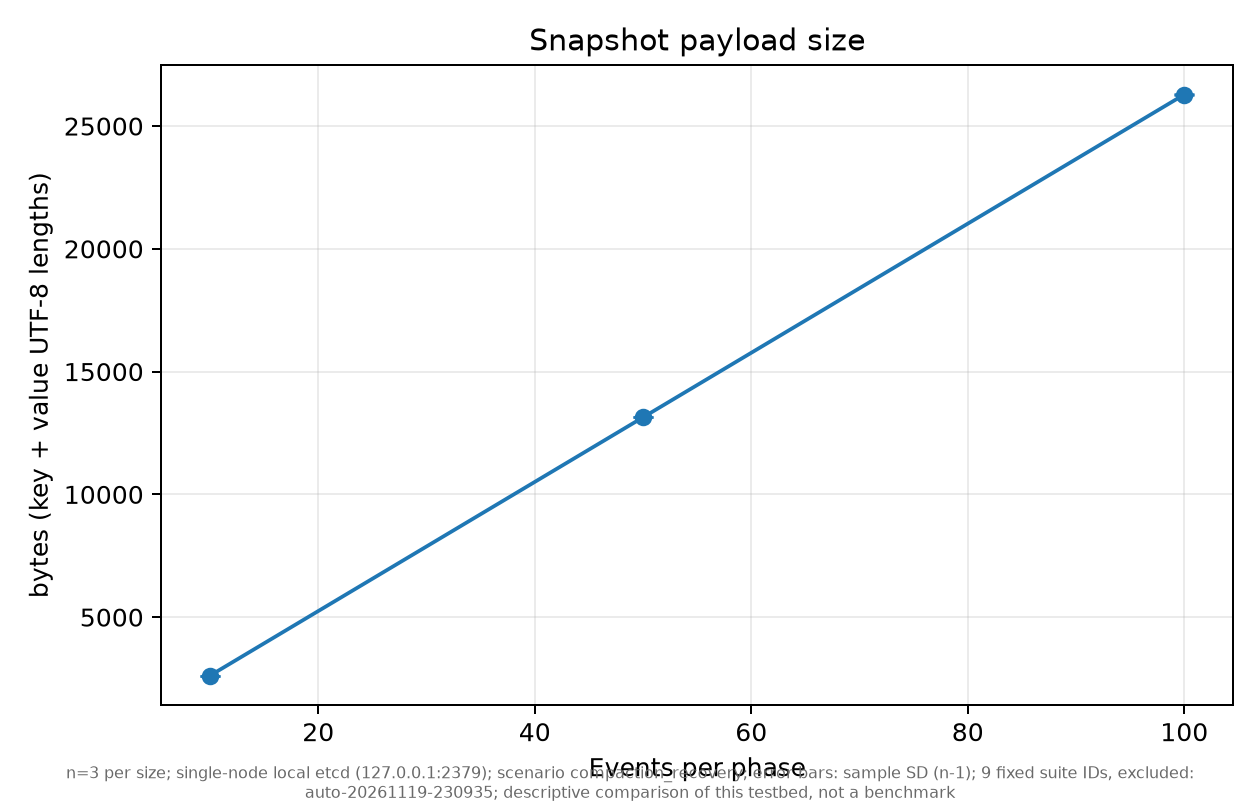 Snapshot payload size
bytes (key + value UTF-8 lengths)
25000
20000
15000
10000
5000
20 40 60 80 100
Events per phase
n=3 per size; single-node local etcd (127.0.0.1:2379); scenario compaction_recovery; error bars: sample SD (n-1); 9 fixed suite IDs, excluded:
auto-20261119-230935; descriptive comparison of this testbed, not a benchmark